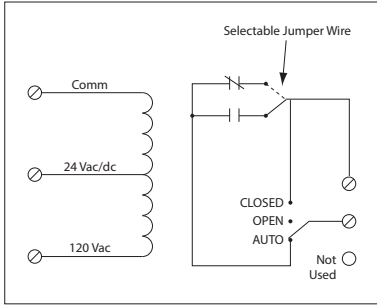 Selectable Jumper Wire
Comm
24 Vac/dc
120 Vac
CLOSED
OPEN
AUTO
Not
Used